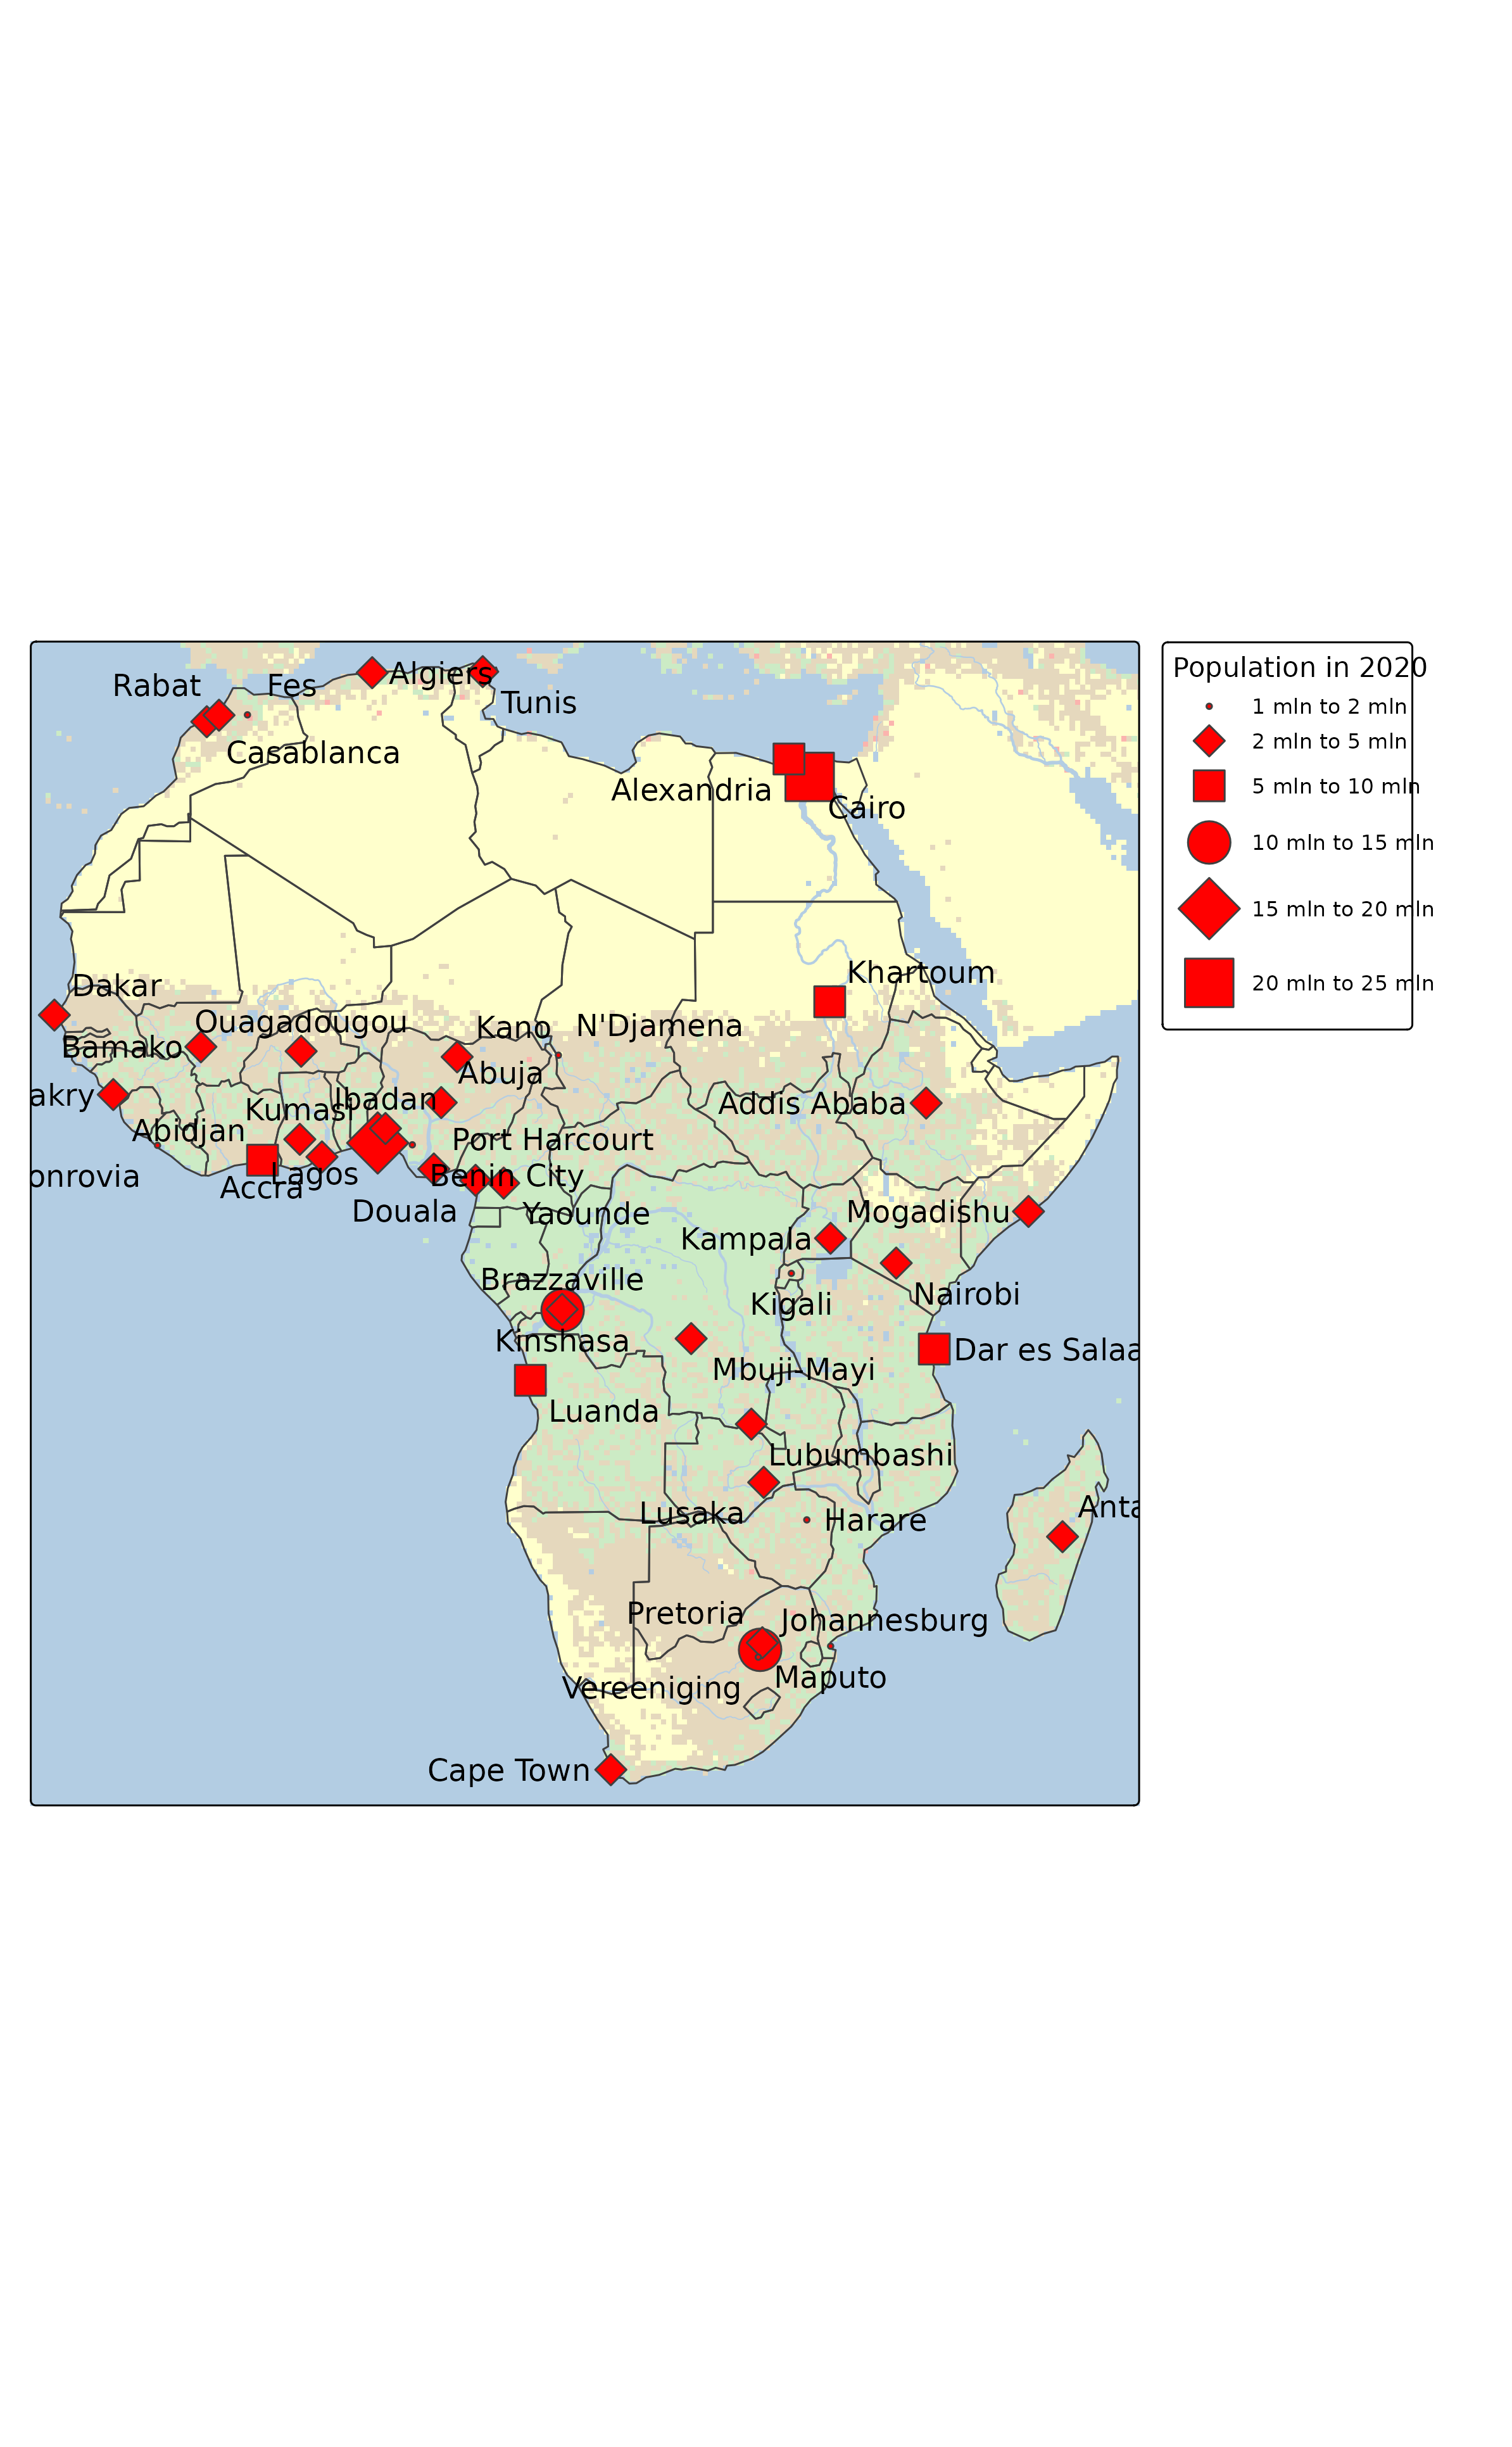 Population in 2020
1 mln to 2 mln
2 mln to 5 mln
5 mln to 10 mln
10 mln to 15 mln
15 mln to 20 mln
20 mln to 25 mln
Rabat
Fes
Algiers
Tunis
Casablanca
Alexandria
Cairo
Dakar
Khartoum
Ouagadougou
Kano
N'Djamena
Bamako
Abuja
akry
Kumasi
Ibadan
Addis Ababa
Abidjan
Port Harcourt
onrovia
Accra
Lagos
Benin City
Douala
Yaounde
Mogadishu
Kampala
Brazzaville
Kigali
Nairobi
Kinshasa
Dar es Salaa
Mbuji-Mayi
Luanda
Lubumbashi
Lusaka
Harare
Anta
Pretoria
Johannesburg
Maputo
Vereeniging
Cape Town